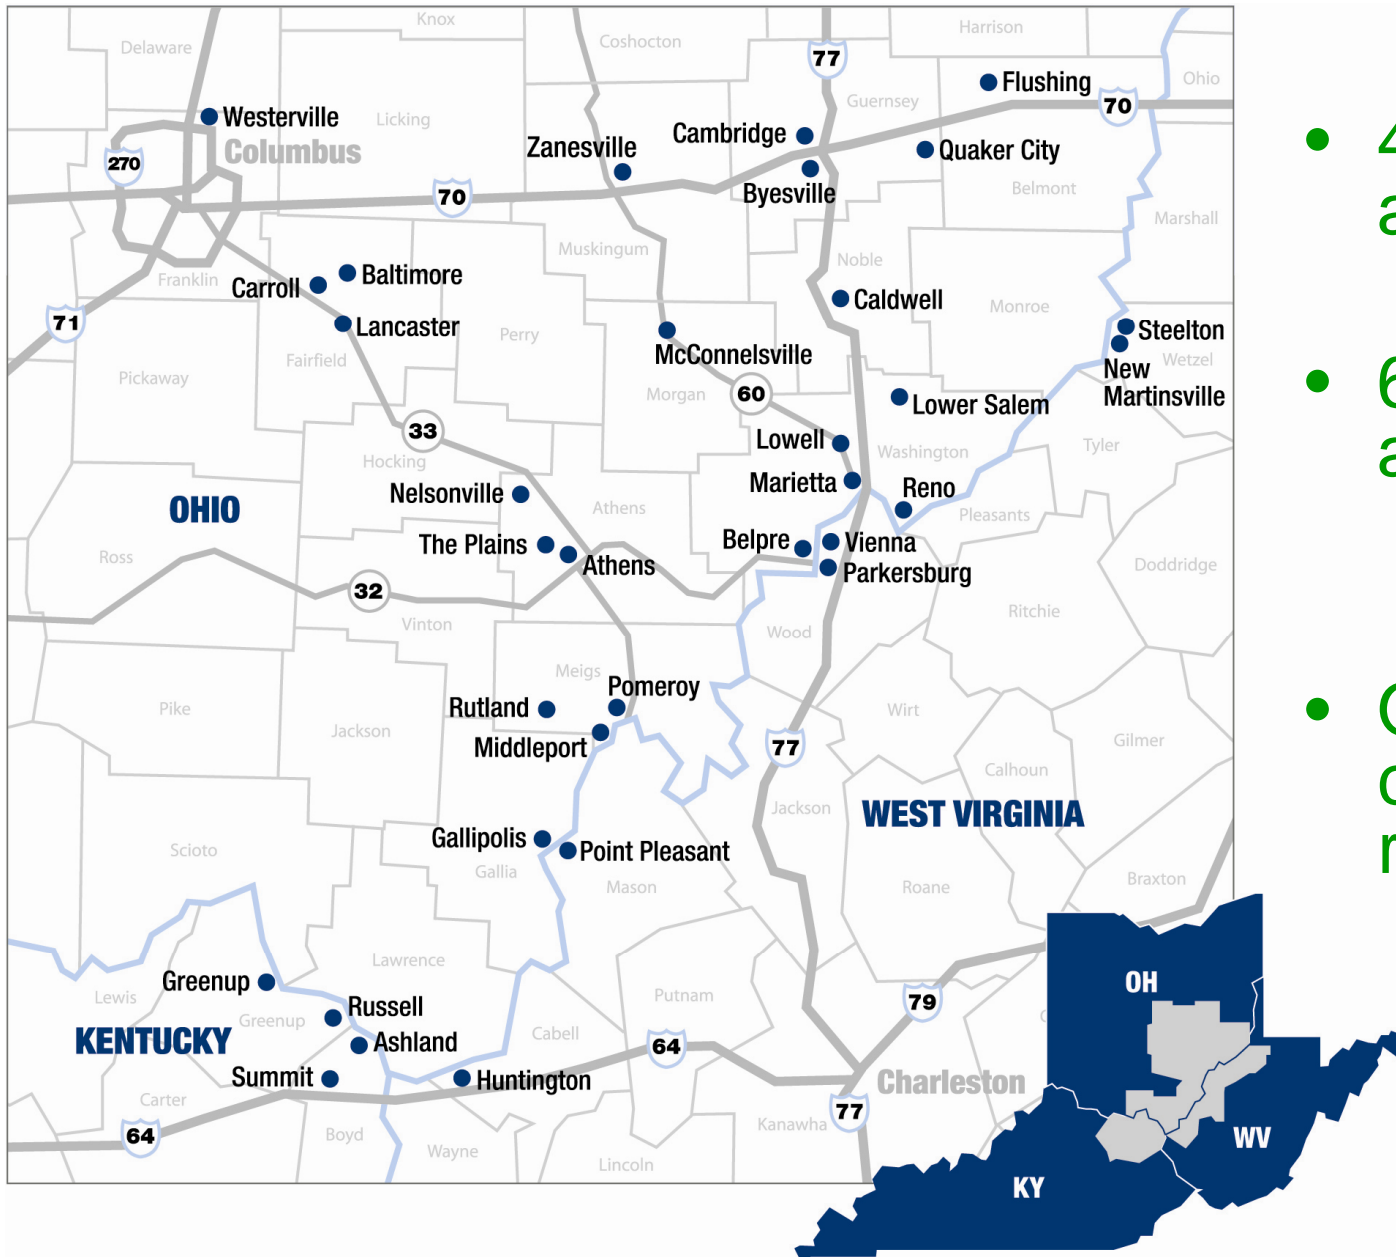 Knox
Delaware
Coshocton
Harrison
77
Flushing
Ohio
70
Guernsey
Westerville
Licking
Columbus
270
Zanesville
Cambridge
Quaker City
Byesville
Belmont
70
Marshall
Muskingum
Noble
Franklin
Carroll
Baltimore
Caldwell
Monroe
71
Lancaster
Perry
Steelton
Fairfield
McConnelsville
Wetzel
New
Martinsville
Pickaway
Morgan
60
Lower Salem
33
Lowell
Washington
Tyler
Hocking
Nelsonville
Marietta
Reno
OHIO
Athens
Pleasants
The Plains
Belpre
Vienna
Ross
Athens
Parkersburg
Doddridge
32
Ritchie
Vinton
Wood
Meigs
Pomeroy
Rutland
Pike
Wirt
Jackson
Middleport
77
Gilmer
Calhoun
Jackson
WEST VIRGINIA
Gallipolis
Point Pleasant
Scioto
Gallia
Mason
Roane
Braxton
Lawrence
Greenup
Lewis
Putnam
OH
Russell
Greenup
79
KENTUCKY
Ashland
Cabell
64
Summit
Huntington
Charleston
Carter
77
Kanawha
64
Boyd
Wayne
Lincoln
WV
KY
• 4
a
• 6
a
•
r